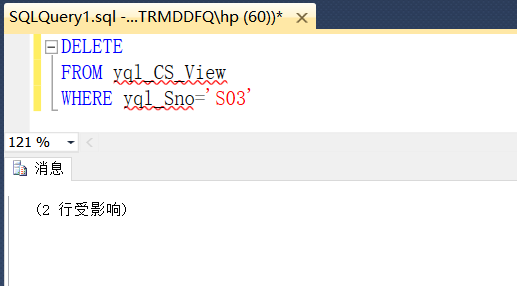 SQLQuery1.sql -...TRMDDFQ\hp (60))*
DELETE
FROM yql_CS_View
WHERE yql_Sno='S03'
121 %
消息
(2 行受影响)